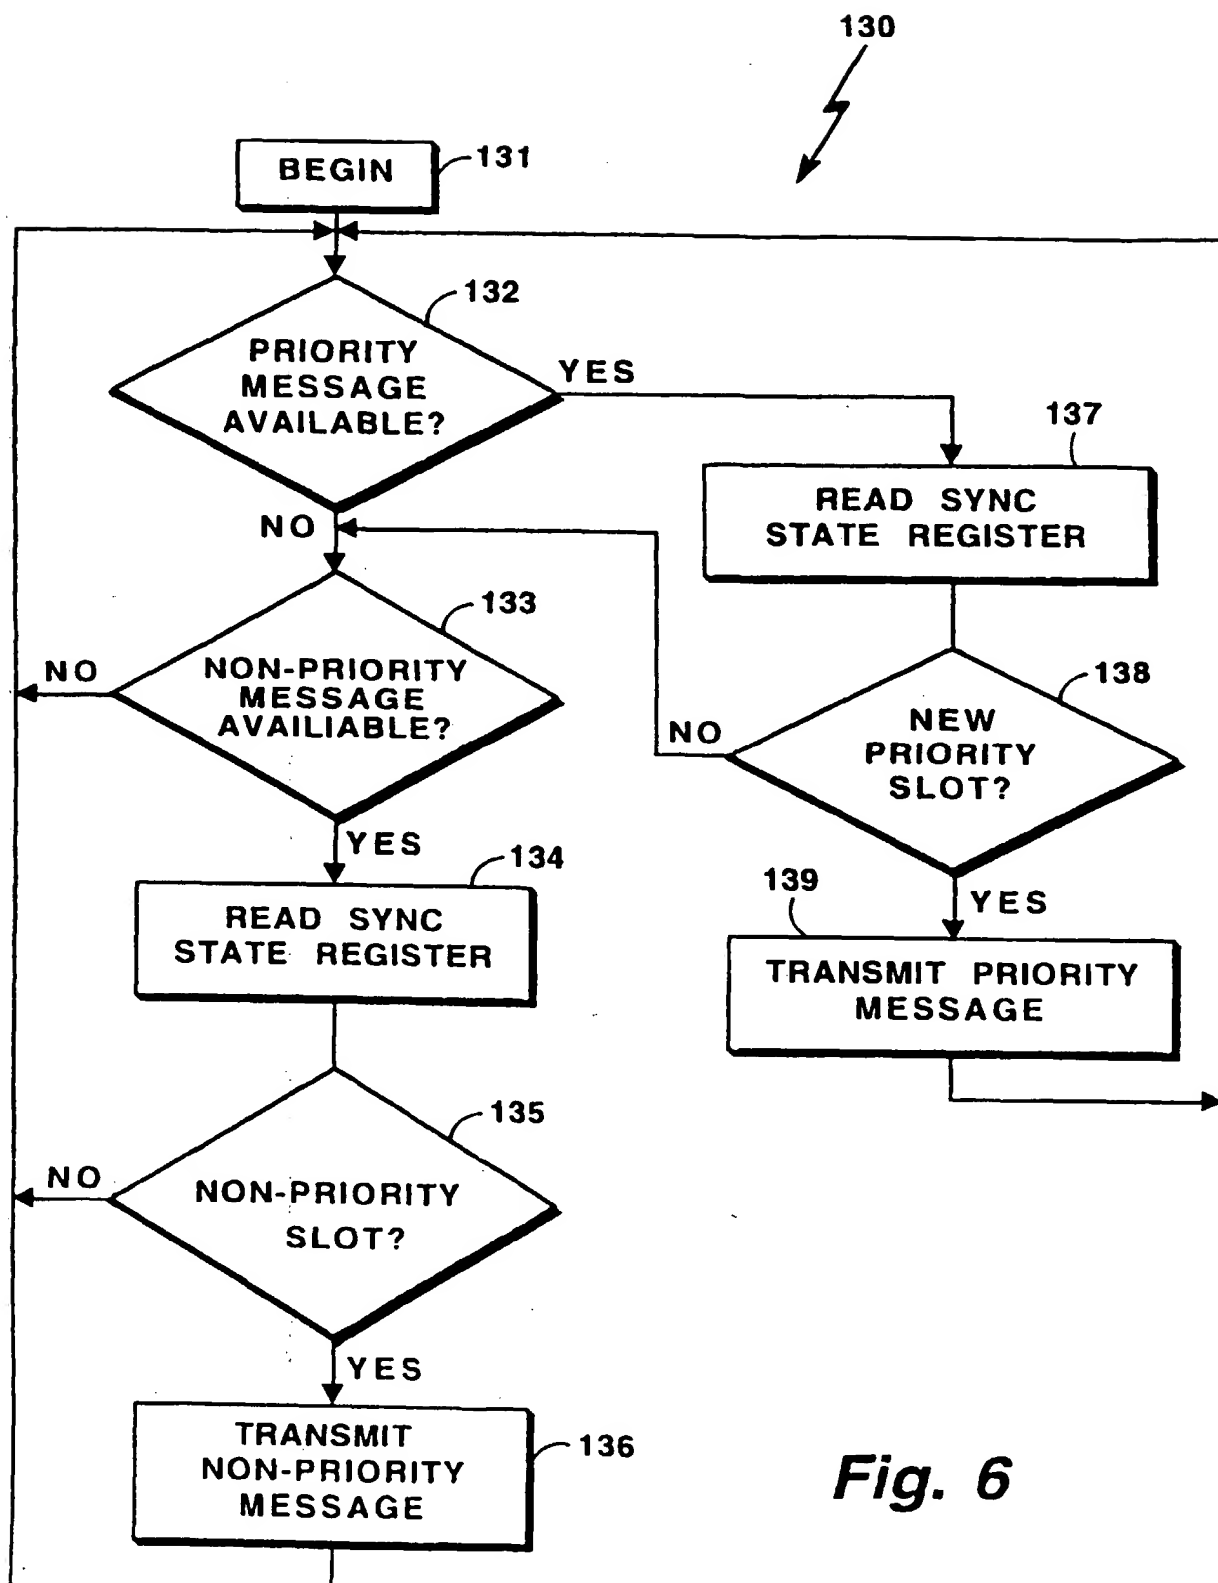 130
BEGIN
131
132
PRIORITY
MESSAGE
AVAILABLE?
YES
137
READ SYNC
STATE REGISTER
NO
133
NON-PRIORITY
MESSAGE
AVAILIABLE?
NO
138
NEW
PRIORITY
SLOT?
NO
YES
134
READ SYNC
STATE REGISTER
139
YES
TRANSMIT PRIORITY
MESSAGE
135
NON-PRIORITY
SLOT?
NO
YES
TRANSMIT
NON-PRIORITY
MESSAGE
136
Fig. 6